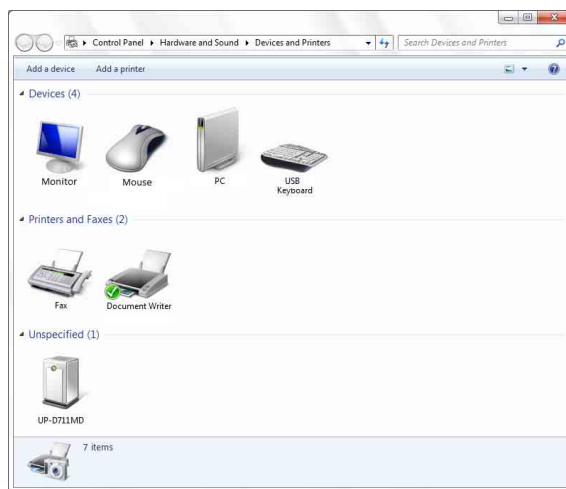 Control Panel ▸ Hardware and Sound ▸ Devices and Printers
Search Devices and Printers
Add a device Add a printer
Devices (4)
Monitor
Mouse
PC
USB
Keyboard
Printers and Faxes (2)
Fax
Document Writer
Unspecified (1)
UP-D711MD
7 items